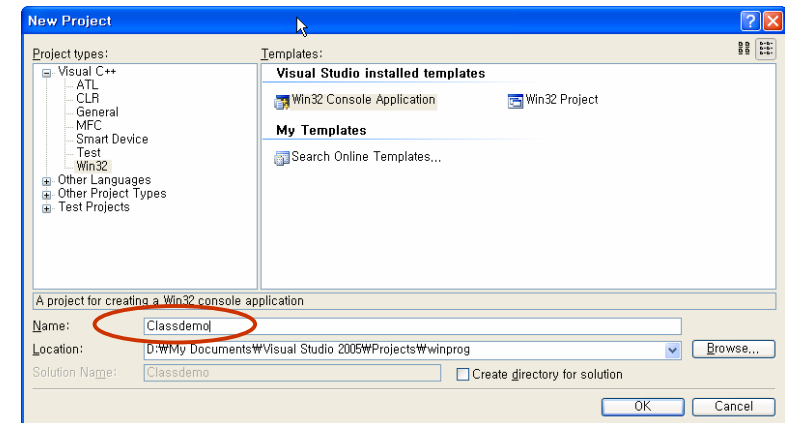 New Project
Project types:
Templates:
Visual C++
ATL
CLR
General
MFC
Smart Device
Test
Win32
Other Languages
Other Project Types
Test Projects
Visual Studio installed templates
Win32 Console Application
Win32 Project
My Templates
Search Online Templates...
A project for creating a Win32 console application
Name:
Classdemo
Location:
D:₩My Documents₩Visual Studio 2005₩Projects₩winprog
Browse...
Solution Name:
Classdemo
Create directory for solution
OK
Cancel